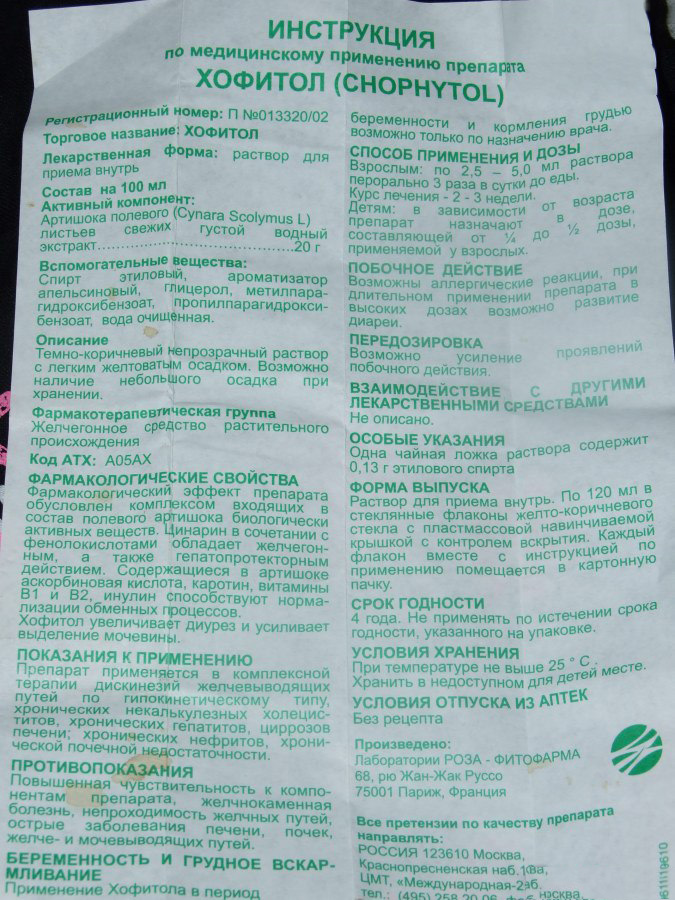 ИНСТРУКЦИЯ
по медицинскому применению препарата
ХОФИТОЛ (CHOPHYTOL)
Регистрационный номер: П №013320/02
Торговое название: ХОФИТОЛ
Лекарственная форма: раствор для
приема внутрь
Состав на 100 мл
Активный компонент:
Артишока полевого (Cynara Scolymus L)
листьев свежих густой водный
экстракт.......................................20 г
Вспомогательные вещества:
Спирт этиловый, ароматизатор
апельсиновый, глицерол, метилпара-
гидроксибензоат, пропилпарагидрокси-
бензоат, вода очищенная.
Описание
Темно-коричневый непрозрачный раствор
с легким желтоватым осадком. Возможно
наличие небольшого осадка при
хранении.
Фармакотерапевтическая группа
Желчегонное средство растительного
происхождения
Код АТХ: A05AX
ФАРМАКОЛОГИЧЕСКИЕ СВОЙСТВА
Фармакологический эффект препарата
обусловлен комплексом входящих в
состав полевого артишока биологически
активных веществ. Цинарин в сочетании с
фенолокислотами обладает желчегон-
ным, а также гепатопротекторным
действием. Содержащиеся в артишоке
аскорбиновая кислота, каротин, витамины
В1 и В2, инулин способствуют норма-
лизации обменных процессов.
Хофитол увеличивает диурез и усиливает
выделение мочевины.
ПОКАЗАНИЯ К ПРИМЕНЕНИЮ
Препарат применяется в комплексной
терапии дискинезий желчевыводящих
путей по гипокинетическому типу,
хронических некалькулезных холецис-
титов, хронических гепатитов, циррозов
печени; хронических нефритов, хрони-
ческой почечной недостаточности.
ПРОТИВОПОКАЗАНИЯ
Повышенная чувствительность к компо-
нентам препарата, желчнокаменная
болезнь, непроходимость желчных путей,
острые заболевания печени, почек,
желче- и мочевыводящих путей.
БЕРЕМЕННОСТЬ И ГРУДНОЕ ВСКАР-
МЛИВАНИЕ
Применение Хофитола в период
беременности и кормления грудью
возможно только по назначению врача.
СПОСОБ ПРИМЕНЕНИЯ И ДОЗЫ
Взрослым: по 2,5 – 5,0 мл раствора
перорально 3 раза в сутки до еды.
Курс лечения - 2 - 3 недели.
Детям: в зависимости от возраста
препарат назначают в дозе,
составляющей от ¼ до ½ дозы,
применяемой у взрослых.
ПОБОЧНОЕ ДЕЙСТВИЕ
Возможны аллергические реакции, при
длительном применении препарата в
высоких дозах возможно развитие
диареи.
ПЕРЕДОЗИРОВКА
Возможно усиление проявлений
побочного действия.
ВЗАИМОДЕЙСТВИЕ С ДРУГИМИ
ЛЕКАРСТВЕННЫМИ СРЕДСТВАМИ
Не описано.
ОСОБЫЕ УКАЗАНИЯ
Одна чайная ложка раствора содержит
0,13 г этилового спирта
ФОРМА ВЫПУСКА
Раствор для приема внутрь. По 120 мл в
стеклянные флаконы желто-коричневого
стекла с пластмассовой навинчиваемой
крышкой с контролем вскрытия. Каждый
флакон вместе с инструкцией по
применению помещается в картонную
пачку.
СРОК ГОДНОСТИ
4 года. Не применять по истечении срока
годности, указанного на упаковке.
УСЛОВИЯ ХРАНЕНИЯ
При температуре не выше 25 ° С.
Хранить в недоступном для детей месте.
УСЛОВИЯ ОТПУСКА ИЗ АПТЕК
Без рецепта
Произведено:
Лаборатории РОЗА - ФИТОФАРМА
68, рю Жан-Жак Руссо
75001 Париж, Франция
Все претензии по качеству препарата
направлять:
РОССИЯ 123610 Москва,
Краснопресненская наб.
ЦМТ, «Международная-2»
тел.: (495) 258 20 06,